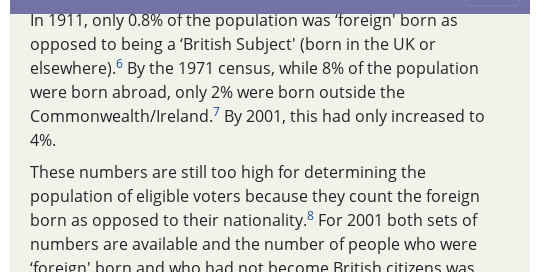 In 1911, only 0.8% of the population was ‘foreign' born as
opposed to being a ‘British Subject' (born in the UK or
elsewhere).6 By the 1971 census, while 8% of the population
were born abroad, only 2% were born outside the
Commonwealth/Ireland.7 By 2001, this had only increased to
4%.
These numbers are still too high for determining the
population of eligible voters because they count the foreign
born as opposed to their nationality.8 For 2001 both sets of
numbers are available and the number of people who were
‘foreign' born and who had not become British citizens was